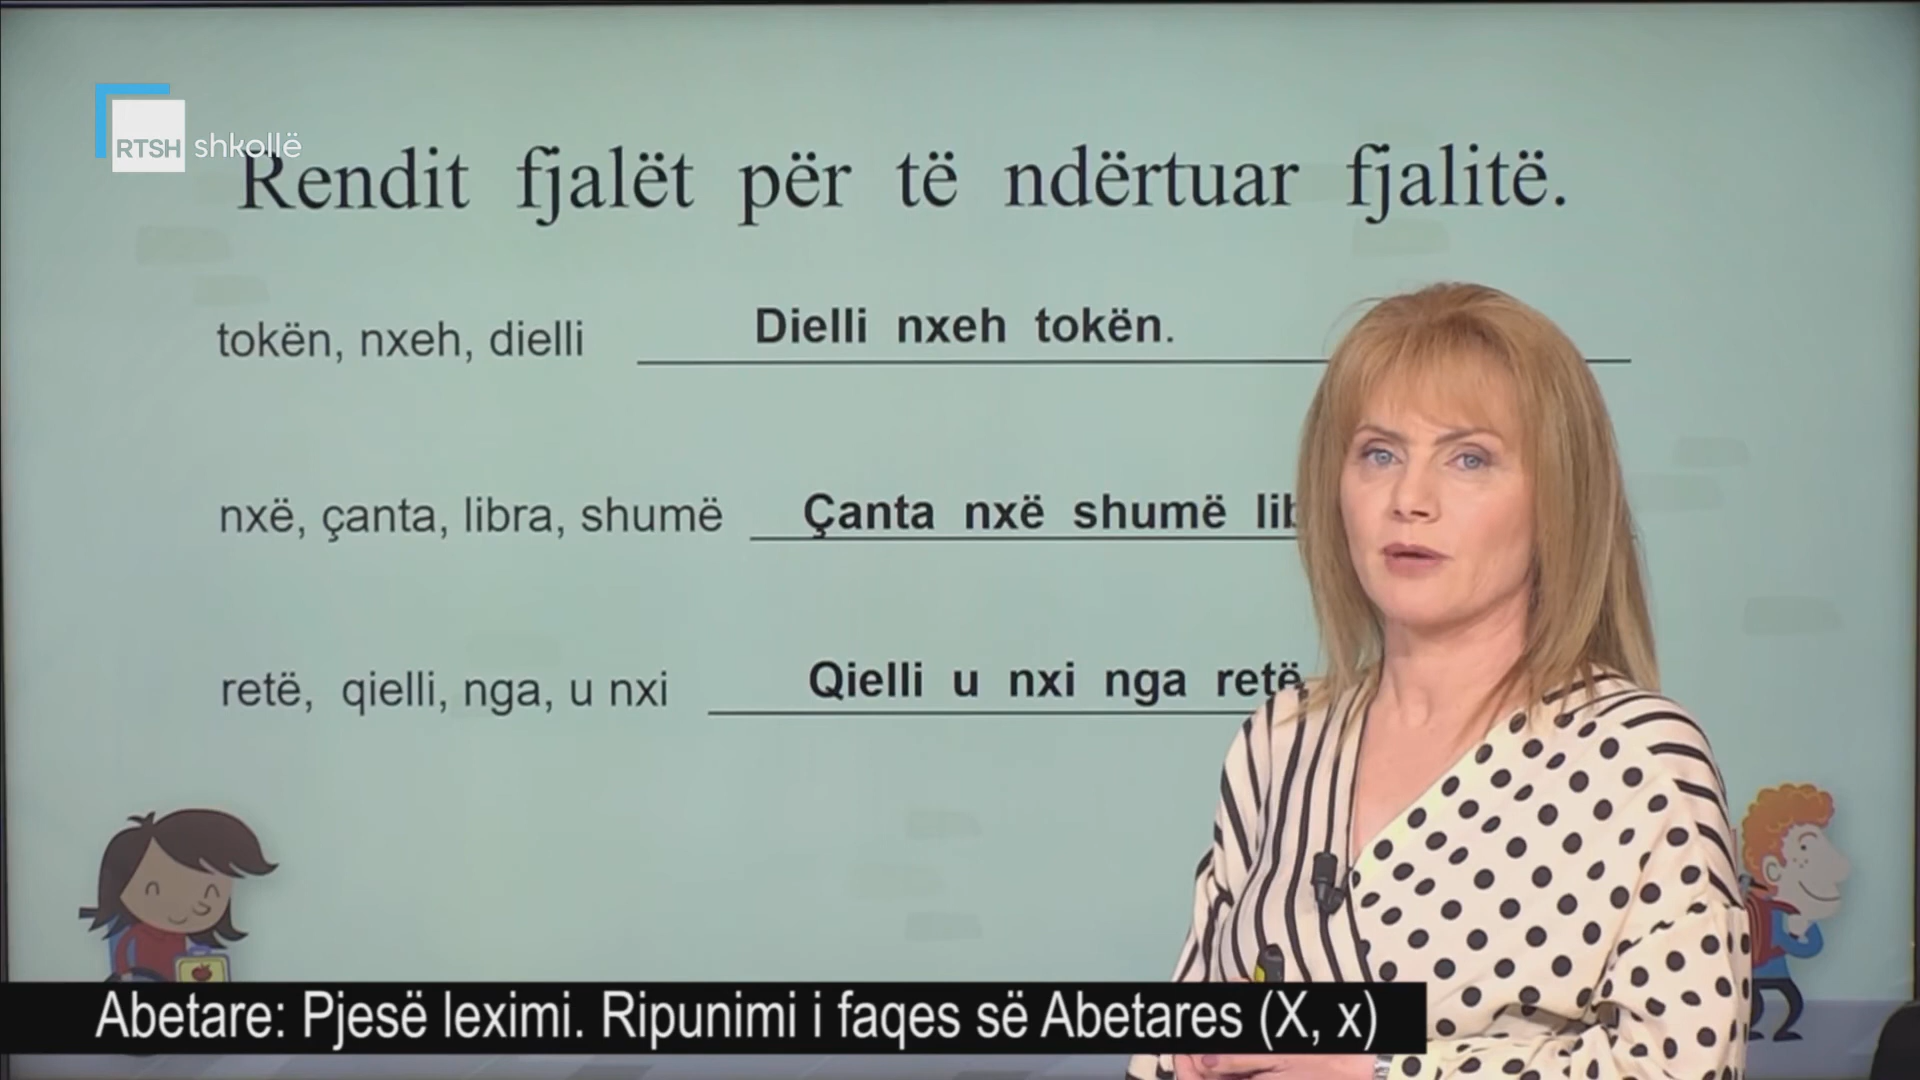 RTSH shkollë
Rendit fjalët për të ndërtuar fjalitë.
tokën, nxeh, dielli Dielli nxeh tokën.
nxë, çanta, libra, shumë Çanta nxë shumë
retë, qielli, nga, u nxi Qielli u nxi nga retë.
Abetare: Pjesë leximi. Ripunimi i faqes së Abetares (X, x)